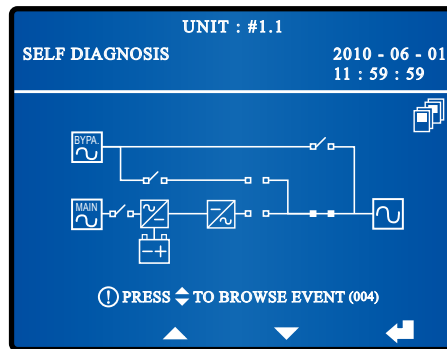 UNIT : #1.1
SELF DIAGNOSIS
2010 - 06 - 01
11 : 59 : 59
BYPA.
MAIN
PRESS TO BROWSE EVENT (004)